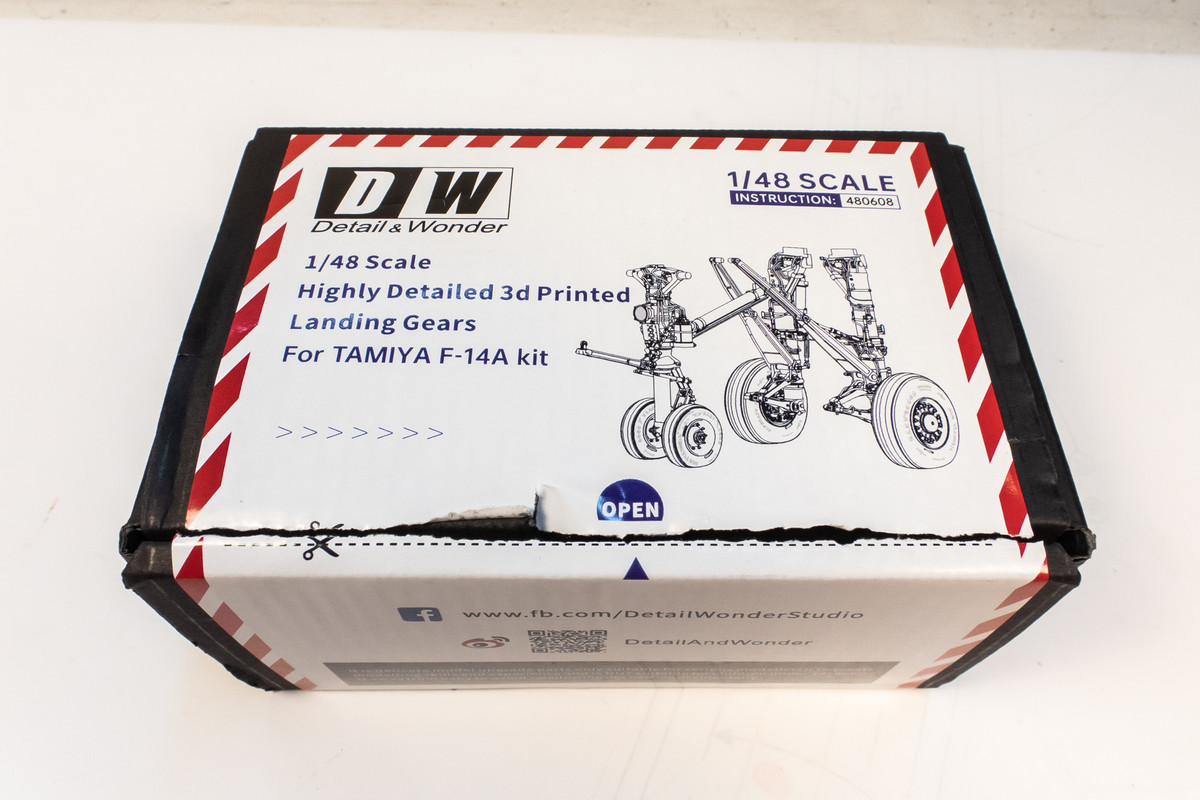 DW
Detail & Wonder
1/48 SCALE
INSTRUCTION: 480608
1/48 Scale
Highly Detailed 3d Printed
Landing Gears
For TAMIYA F-14A kit
>>>>>>>
OPEN
www.fb.com/DetailWonderStudio
DetailAndWonder